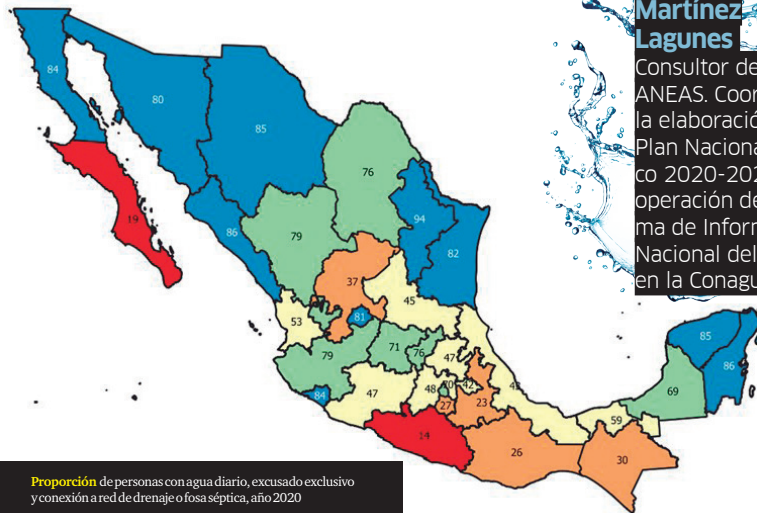 Martínez
Lagunes
Consultor de
ANEAS. Coor
la elaboració
Plan Naciona
co 2020-202
operación de
ma de Inforr
Nacional del
en la Conagu
84
80
85
76
19
86
79
94
82
37
45
53
81
79
71
76
47
84
47
48
70
42
27
23
14
26
59
30
69
85
86
Proporción de personas con agua diario, excusado exclusivo
y conexión a red de drenaje o fosa séptica, año 2020